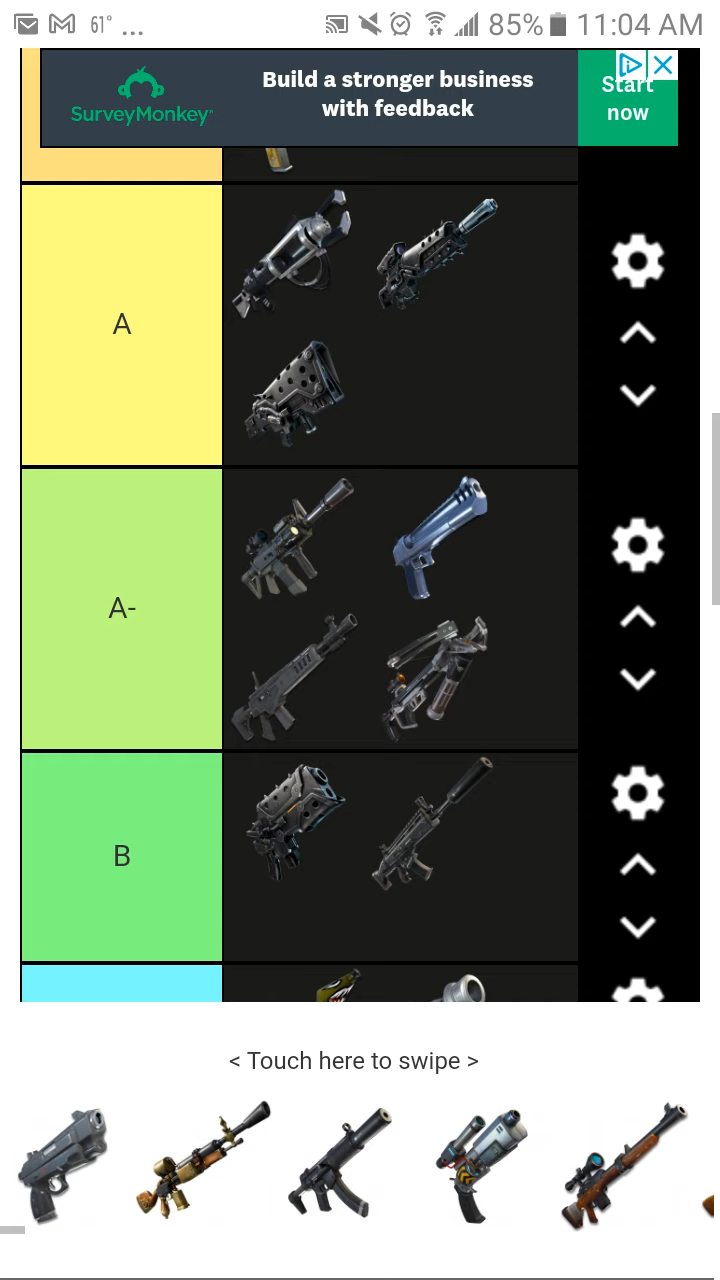 61° ...
85% 11:04 AM
SurveyMonkey
Build a stronger business
with feedback
Start
now
A
A-
B
< Touch here to swipe >